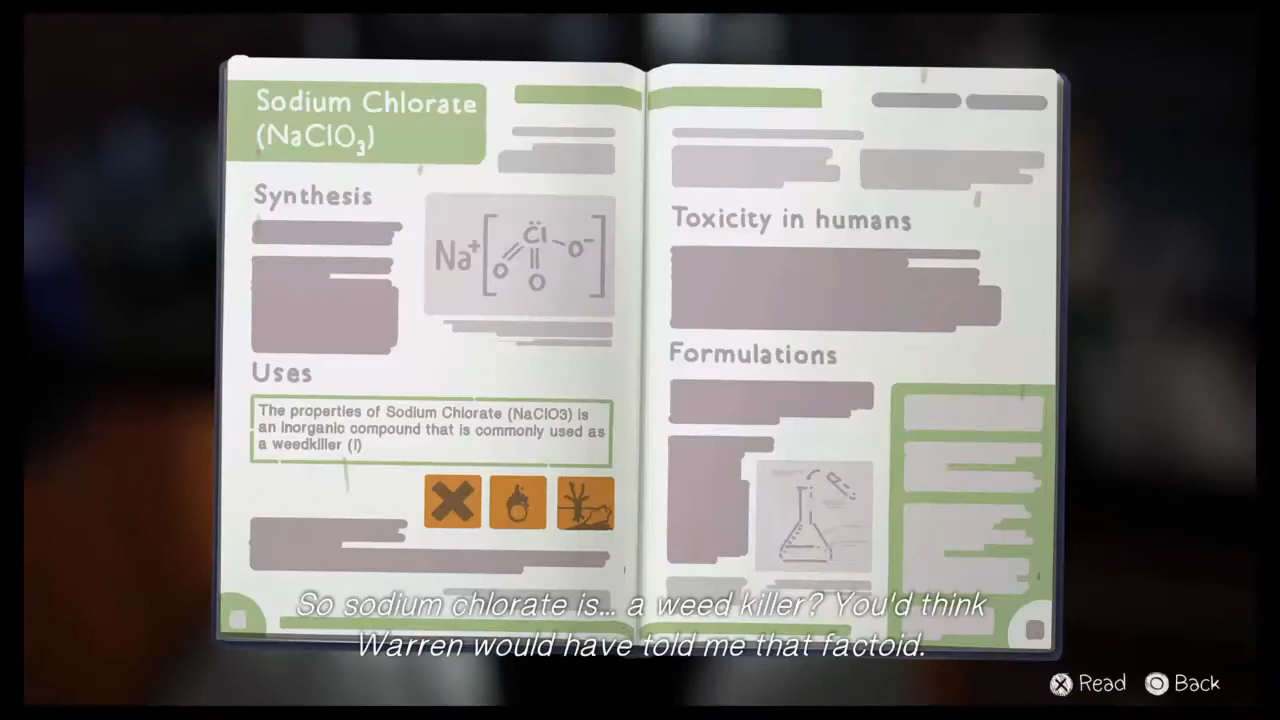 Sodium Chlorate
(NaClO₃)
Synthesis
Na⁺ [O Cl O⁻ O]
Uses
The properties of Sodium Chlorate (NaClO3) is
an inorganic compound that is commonly used as
a weedkiller (I)
Toxicity in humans
Formulations
So sodium chlorate is... a weed killer? You'd think
Warren would have told me that factoid.
Read Back